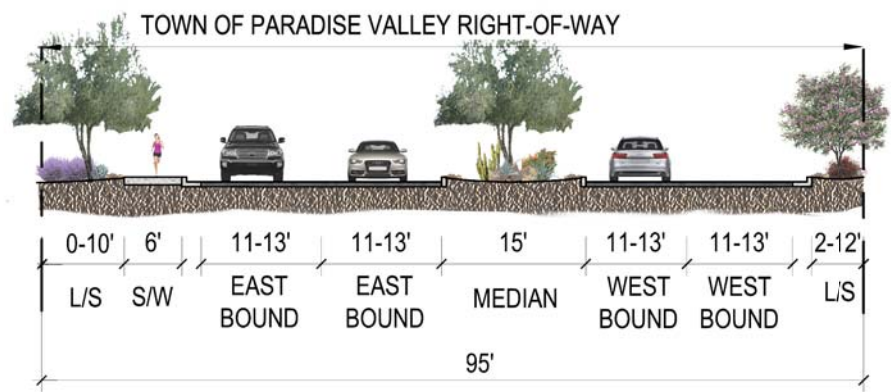 TOWN OF PARADISE VALLEY RIGHT-OF-WAY
0-10' 6' 11-13' 11-13' 15' 11-13' 11-13' 2-12'
L/S S/W EAST BOUND EAST BOUND MEDIAN WEST BOUND WEST BOUND L/S
95'